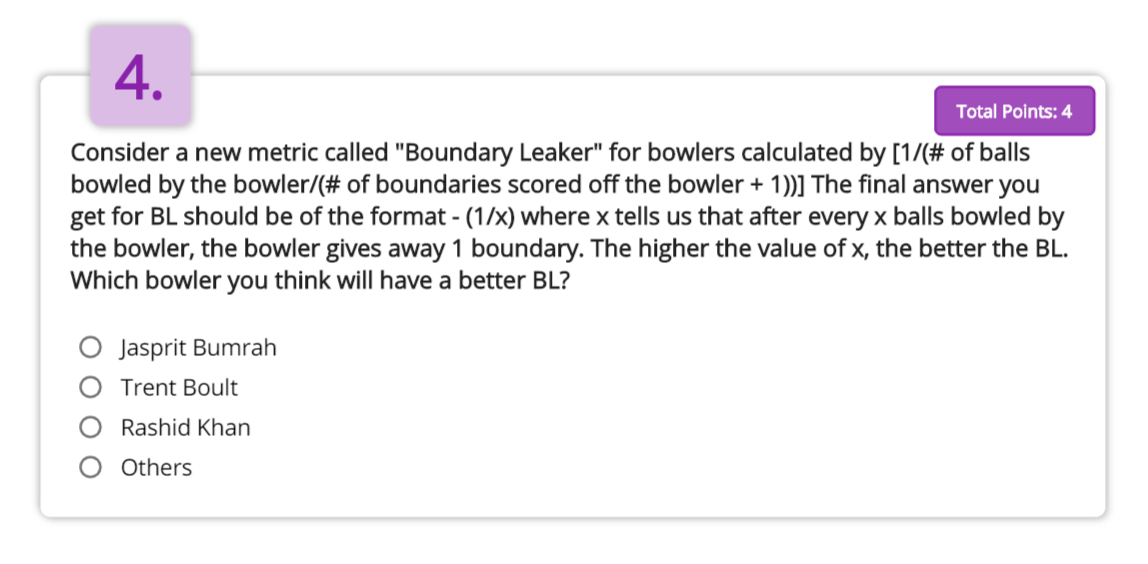 4.
Total Points: 4
Consider a new metric called "Boundary Leaker" for bowlers calculated by [1/(# of balls
bowled by the bowler/(# of boundaries scored off the bowler + 1))] The final answer you
get for BL should be of the format - (1/x) where x tells us that after every x balls bowled by
the bowler, the bowler gives away 1 boundary. The higher the value of x, the better the BL.
Which bowler you think will have a better BL?
Jasprit Bumrah
Trent Boult
Rashid Khan
Others